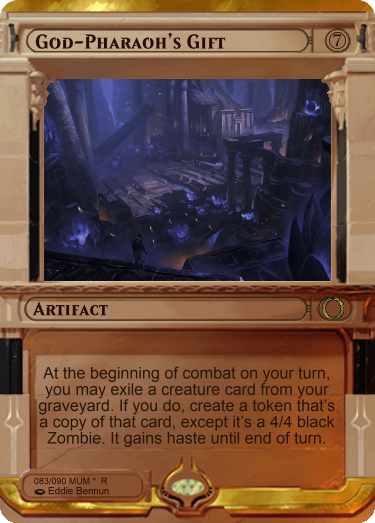 God-Pharaoh's Gift 7
Artifact
At the beginning of combat on your turn,
you may exile a creature card from your
graveyard. If you do, create a token that's
a copy of that card, except it's a 4/4 black
Zombie. It gains haste until end of turn.
083/090 MUM * R
Eddie Bennun